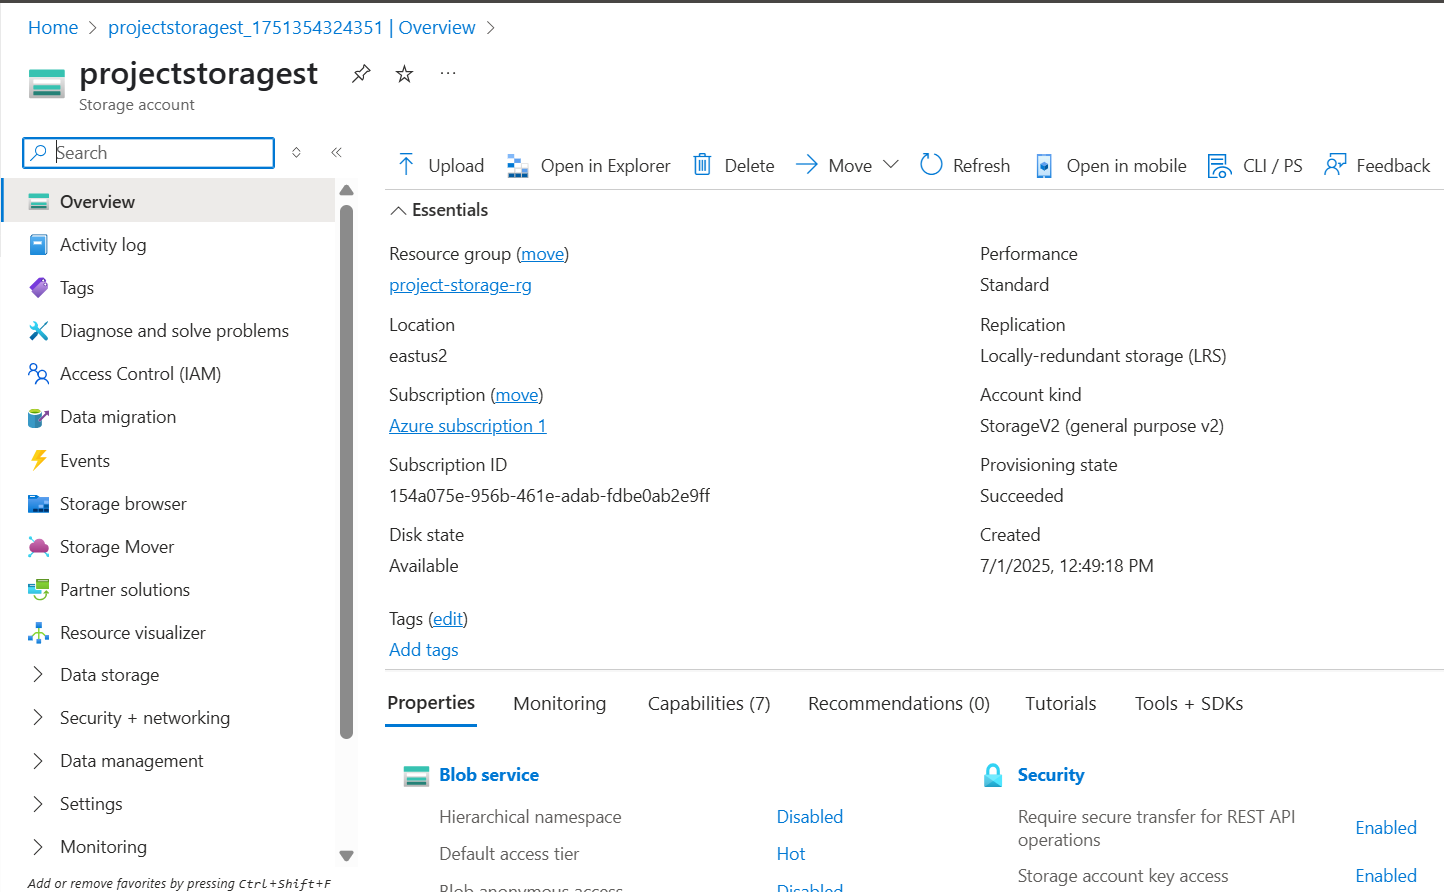 Home > projectstoragest_1751354324351 | Overview >
projectstoragest
Storage account
Search
Overview
Activity log
Tags
Diagnose and solve problems
Access Control (IAM)
Data migration
Events
Storage browser
Storage Mover
Partner solutions
Resource visualizer
Data storage
Security + networking
Data management
Settings
Monitoring
Add or remove favorites by pressing Ctrl+Shift+F
Upload Open in Explorer Delete Move Refresh Open in mobile CLI / PS Feedback
Essentials
Resource group (move)
project-storage-rg
Location
eastus2
Subscription (move)
Azure subscription 1
Subscription ID
154a075e-956b-461e-adab-fdbe0ab2e9ff
Disk state
Available
Performance
Standard
Replication
Locally-redundant storage (LRS)
Account kind
StorageV2 (general purpose v2)
Provisioning state
Succeeded
Created
7/1/2025, 12:49:18 PM
Tags (edit)
Add tags
Properties Monitoring Capabilities (7) Recommendations (0) Tutorials Tools + SDKs
Blob service
Hierarchical namespace Disabled
Default access tier Hot
Blob anonymous access Disabled
Security
Require secure transfer for REST API
operations Enabled
Storage account key access Enabled